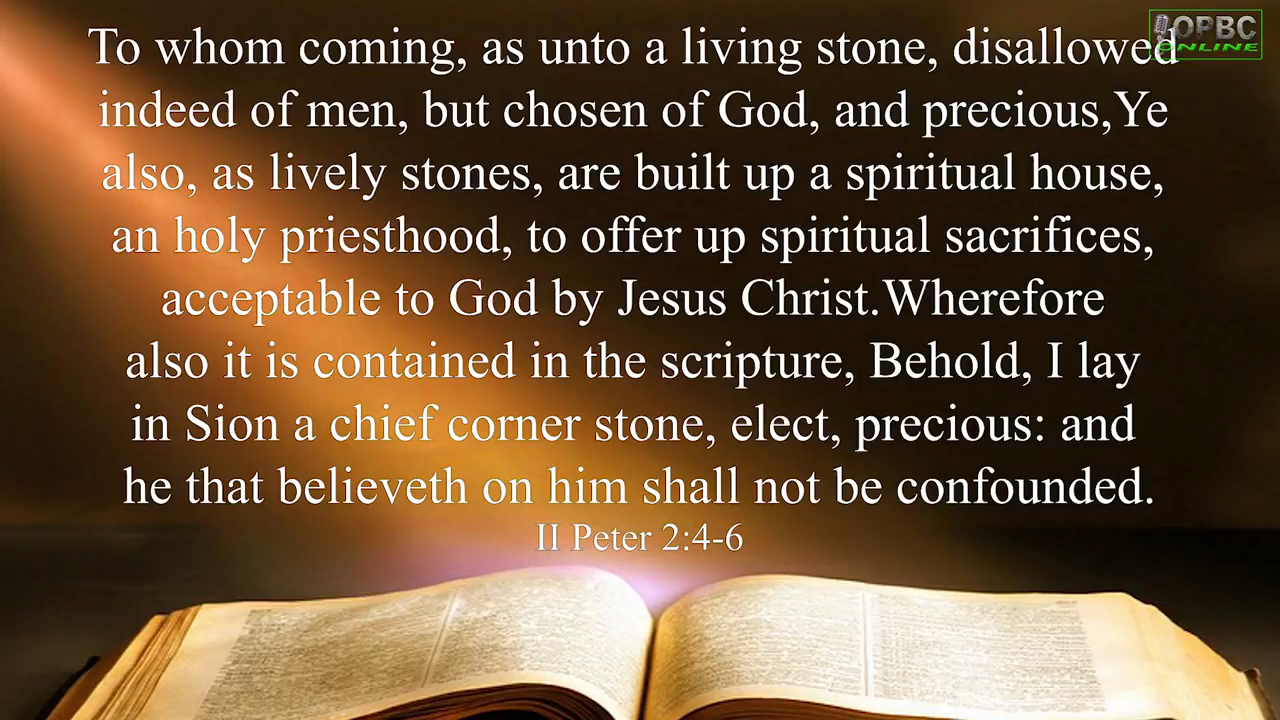 OPBC
ONLINE
To whom coming, as unto a living stone, disallowed
indeed of men, but chosen of God, and precious,Ye
also, as lively stones, are built up a spiritual house,
an holy priesthood, to offer up spiritual sacrifices,
acceptable to God by Jesus Christ.Wherefore
also it is contained in the scripture, Behold, I lay
in Sion a chief corner stone, elect, precious: and
he that believeth on him shall not be confounded.
II Peter 2:4-6